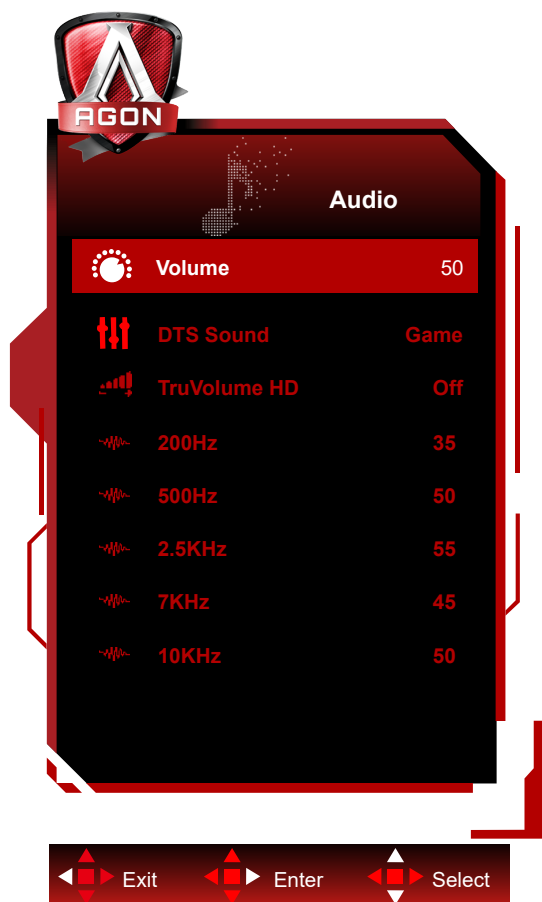 AGON
Audio
Volume 50
DTS Sound Game
TruVolume HD Off
200Hz 35
500Hz 50
2.5KHz 55
7KHz 45
10KHz 50
Exit Enter Select